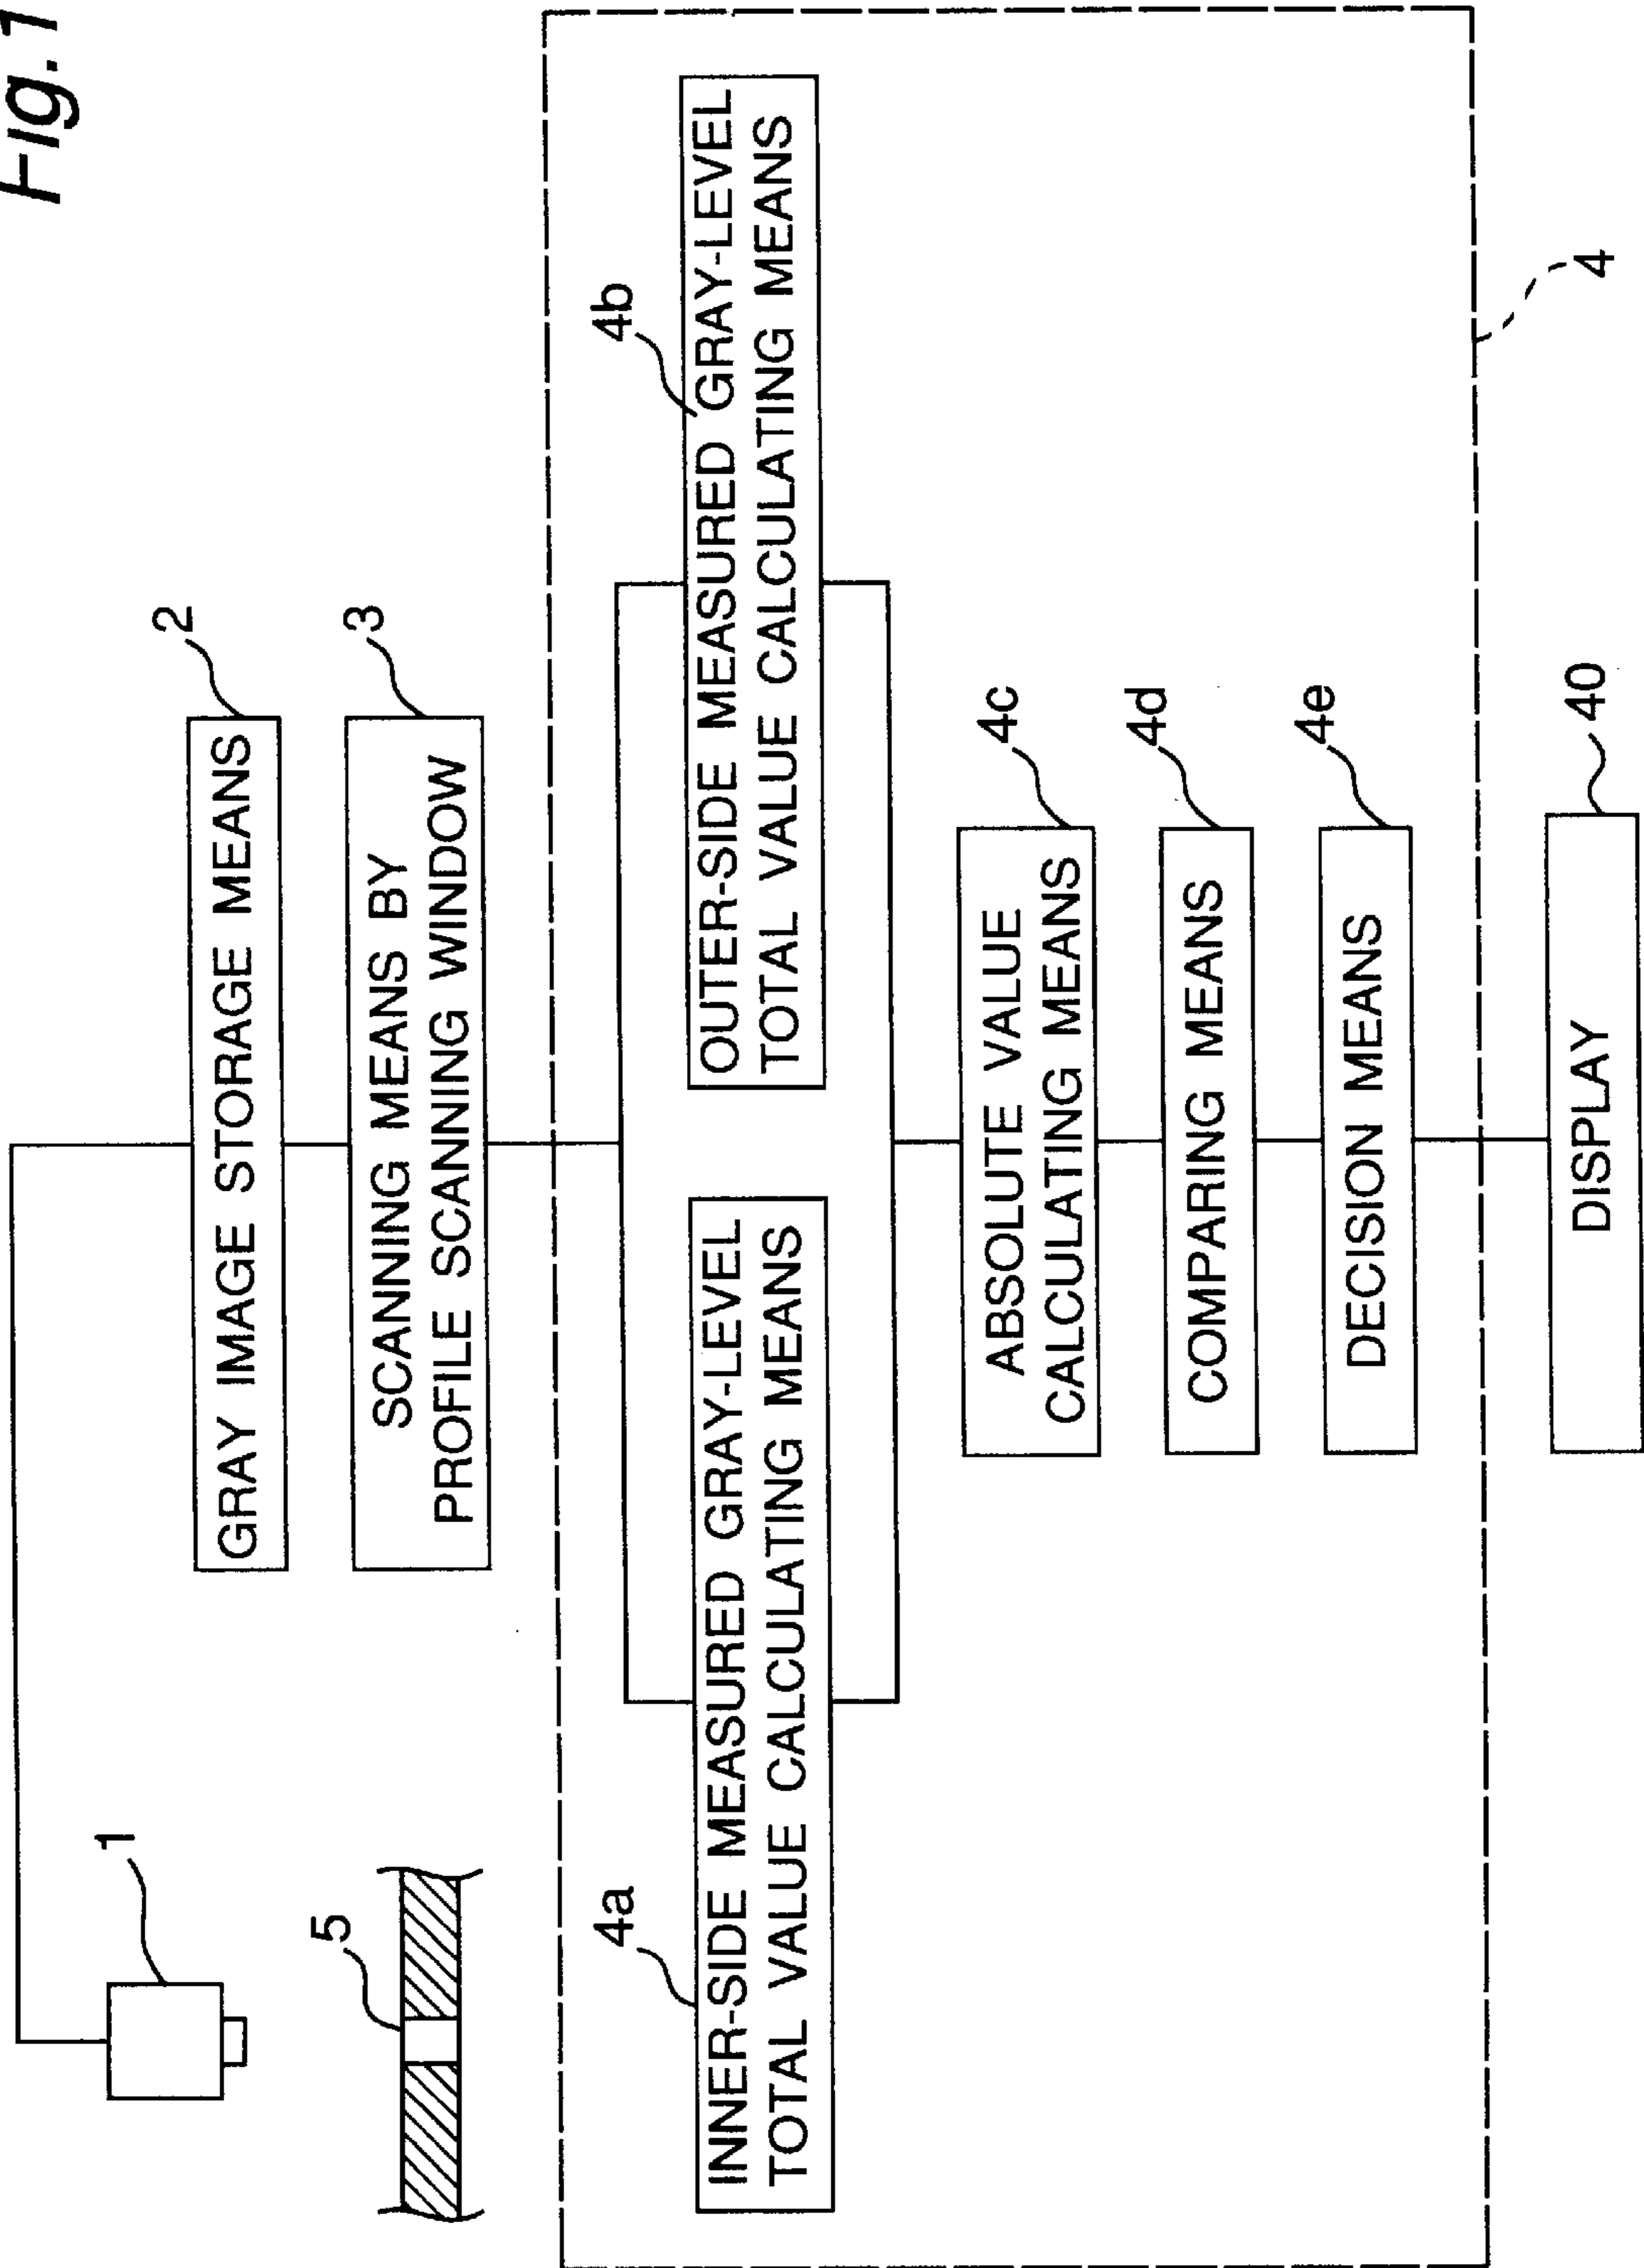 Fig.1
1
2
GRAY IMAGE STORAGE MEANS
5
3
SCANNING MEANS BY
PROFILE SCANNING WINDOW
4a
INNER-SIDE MEASURED GRAY-LEVEL
TOTAL VALUE CALCULATING MEANS
4b
OUTER-SIDE MEASURED GRAY-LEVEL
TOTAL VALUE CALCULATING MEANS
4c
ABSOLUTE VALUE
CALCULATING MEANS
4d
COMPARING MEANS
4e
DECISION MEANS
4
40
DISPLAY